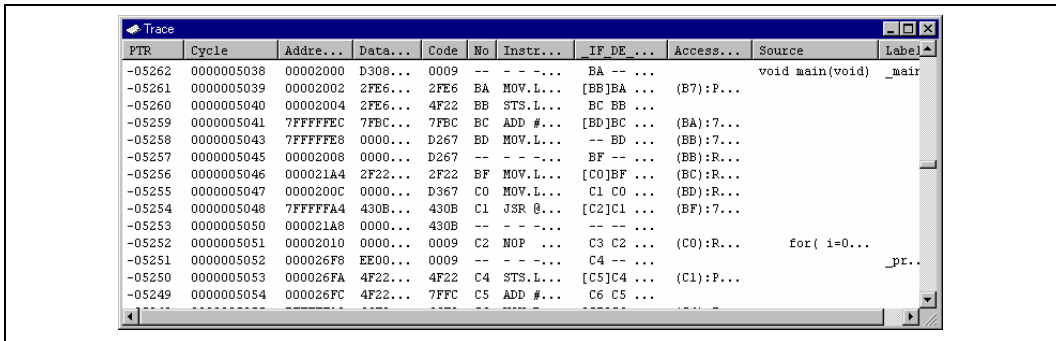 Trace
PTR Cycle Addre... Data... Code No Instr... _IF_DE_... Access... Source Label
-05262 0000005038 00002000 D308... 0009 -- - - -... BA -- ... void main(void) _main
-05261 0000005039 00002002 2FE6... 2FE6 BA MOV.L... [BB]BA ... (B7):P...
-05260 0000005040 00002004 2FE6... 4F22 BB STS.L... BC BB ...
-05259 0000005041 7FFFFFEC 7FBC... 7FBC BC ADD #... [BD]BC ... (BA):7...
-05258 0000005043 7FFFFFE8 0000... D267 BD MOV.L... -- BD ... (BB):7...
-05257 0000005045 00002008 0000... D267 -- - - -... BF -- ... (BB):R...
-05256 0000005046 000021A4 2F22... 2F22 BF MOV.L... [C0]BF ... (BC):R...
-05255 0000005047 0000200C 0000... D367 C0 MOV.L... C1 C0 ... (BD):R...
-05254 0000005048 7FFFFFA4 430B... 430B C1 JSR @... [C2]C1 ... (BF):7...
-05253 0000005050 000021A8 0000... 430B -- - - -... -- -- ...
-05252 0000005051 00002010 0000... 0009 C2 NOP ... C3 C2 ... (C0):R... for( i=0...
-05251 0000005052 000026F8 EE00... 0009 -- - - -... C4 -- ... _pr..
-05250 0000005053 000026FA 4F22... 4F22 C4 STS.L... [C5]C4 ... (C1):P...
-05249 0000005054 000026FC 4F22... 7FFC C5 ADD #... C6 C5 ...